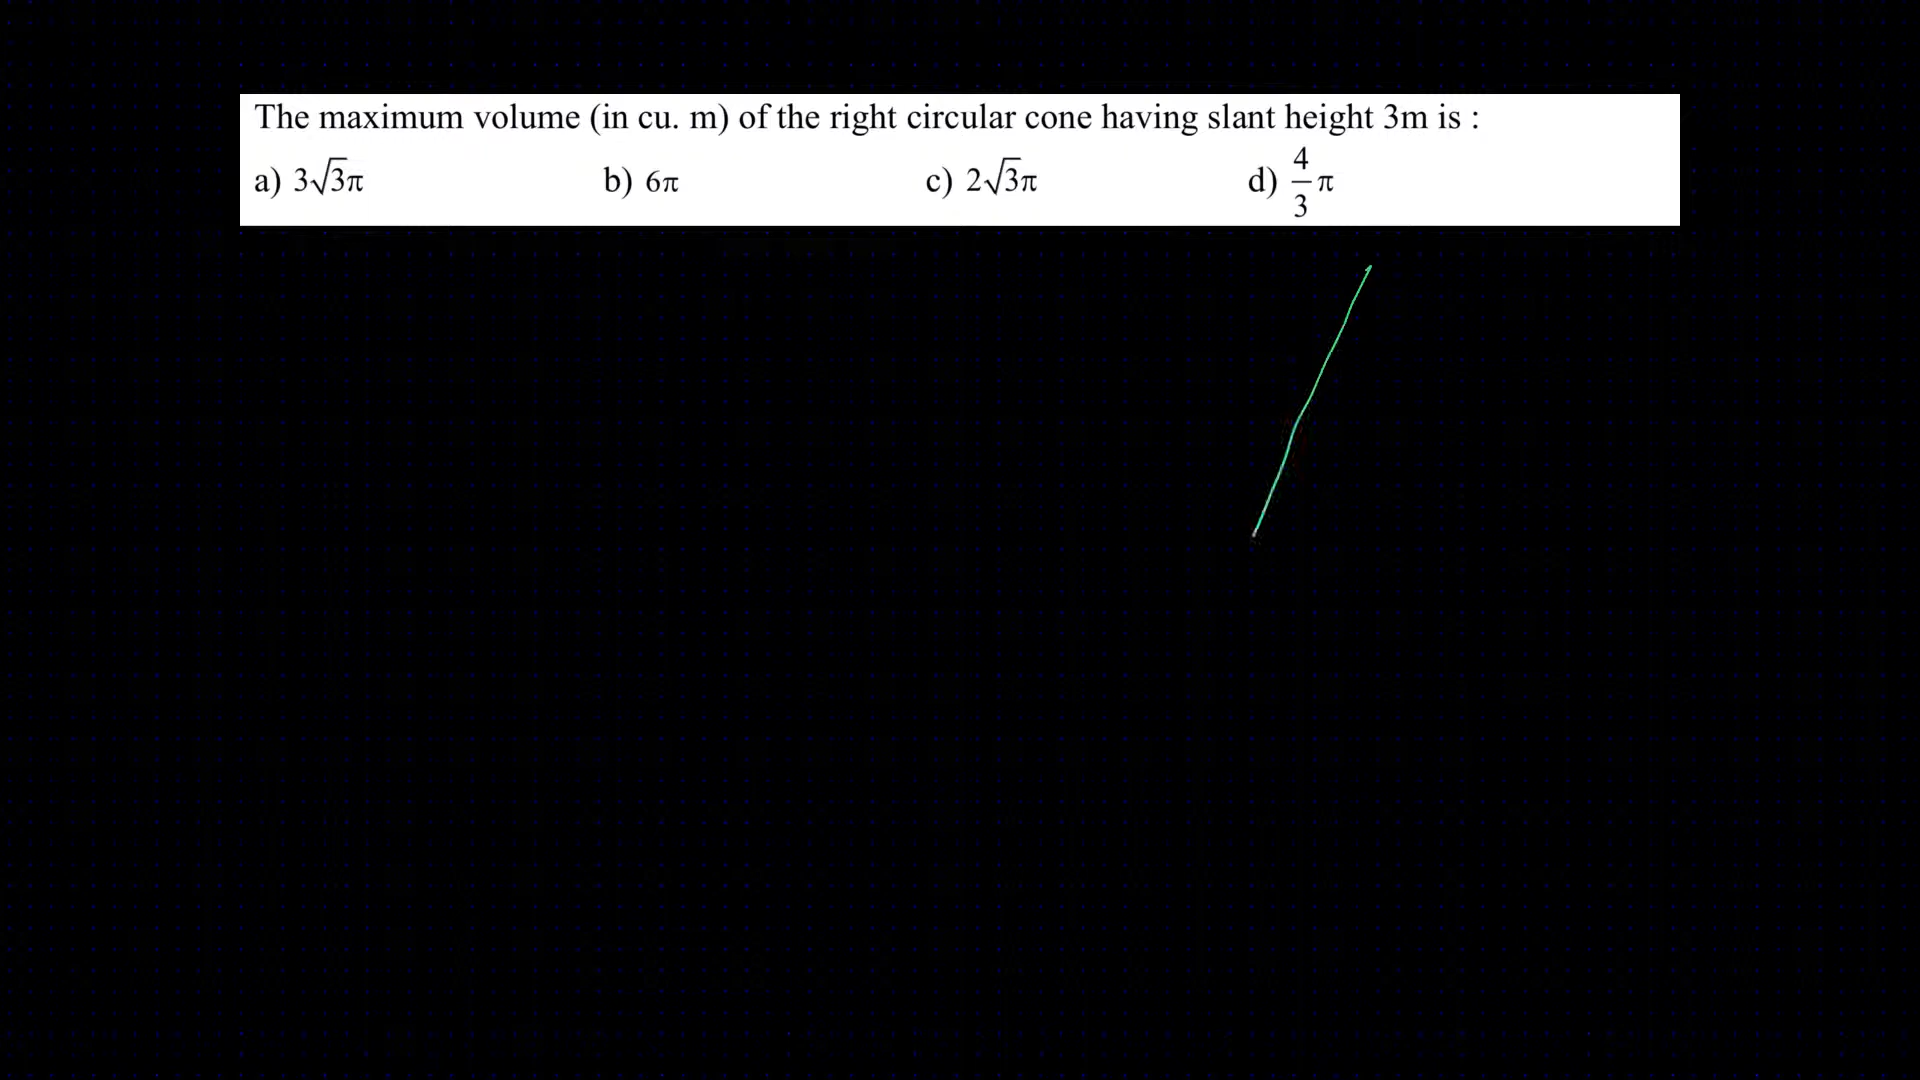 The maximum volume (in cu. m) of the right circular cone having slant height 3m is :
a) 3√3π b) 6π c) 2√3π d) 4/3 π